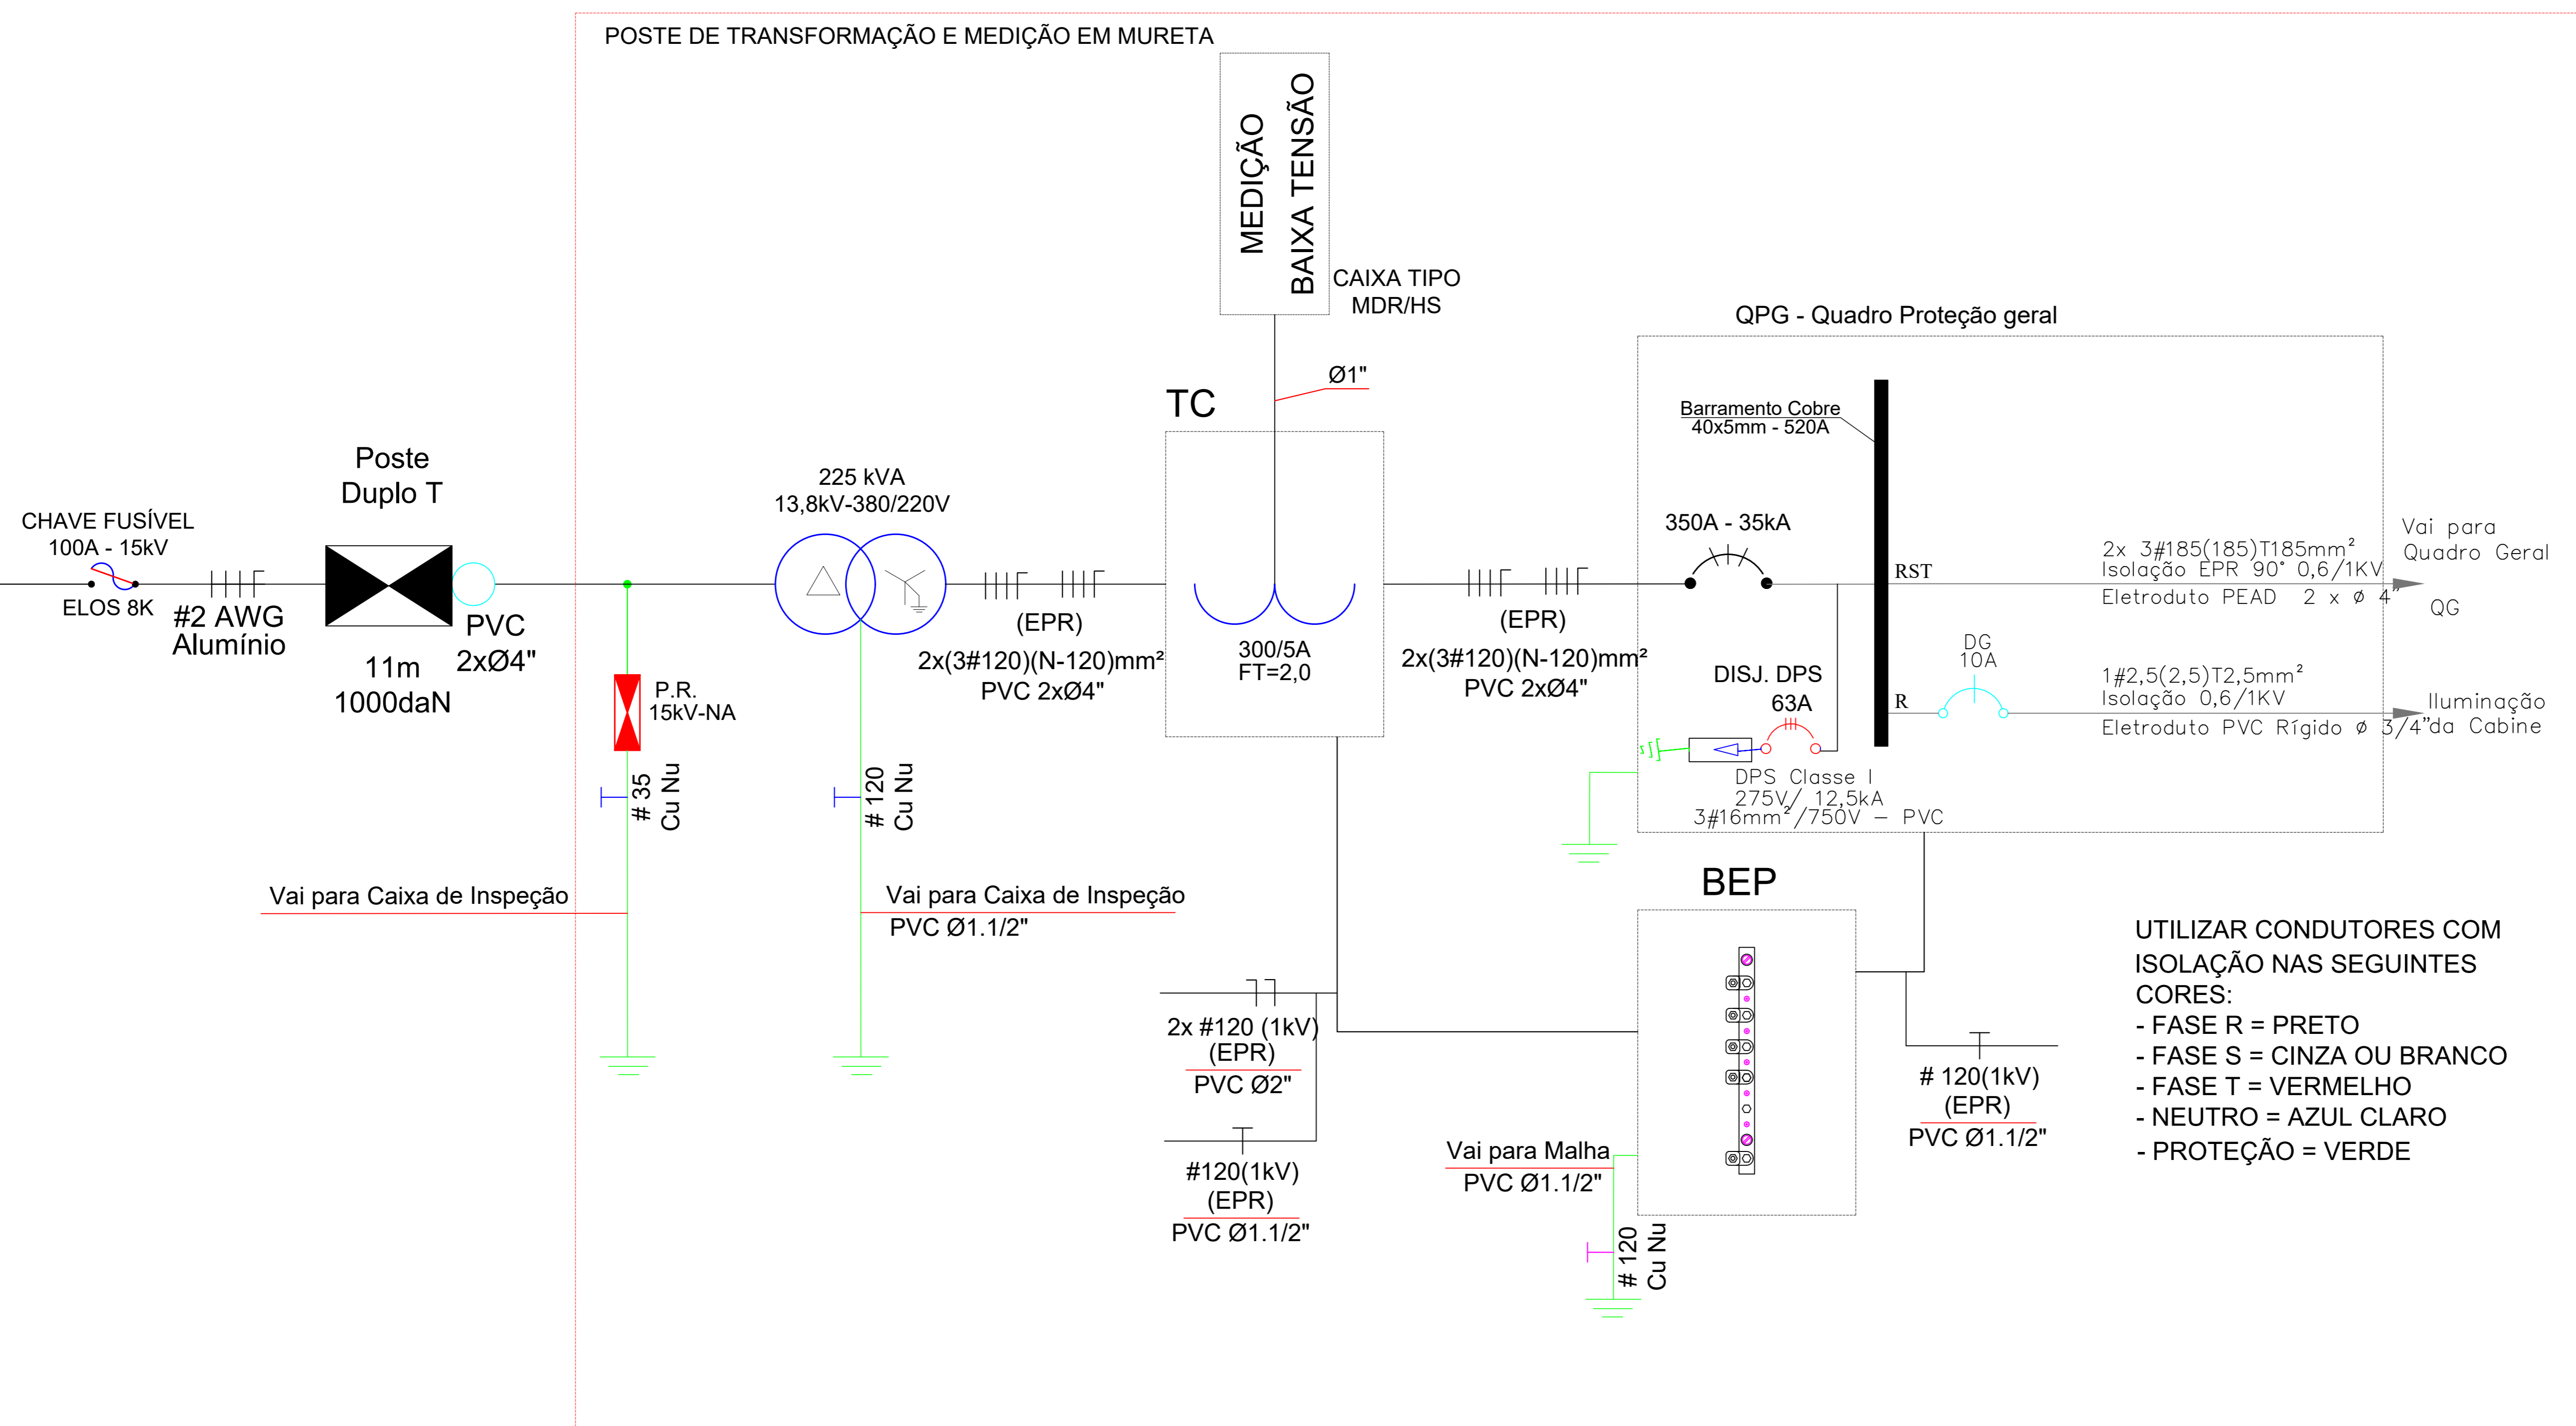 POSTE DE TRANSFORMAÇÃO E MEDIÇÃO EM MURETA
MEDIÇÃO
BAIXA TENSÃO
CAIXA TIPO
MDR/HS
Ø1"
TC
300/5A
FT=2,0
CHAVE FUSÍVEL
100A - 15kV
ELOS 8K
#2 AWG
Alumínio
Poste
Duplo T
11m
1000daN
PVC
2xØ4"
225 kVA
13,8kV-380/220V
P.R.
15kV-NA
# 35
Cu Nu
# 120
Cu Nu
Vai para Caixa de Inspeção
Vai para Caixa de Inspeção
PVC Ø1.1/2"
(EPR)
2x(3#120)(N-120)mm²
PVC 2xØ4"
(EPR)
2x(3#120)(N-120)mm²
PVC 2xØ4"
QPG - Quadro Proteção geral
Barramento Cobre
40x5mm - 520A
350A - 35kA
RST
2x 3#185(185)T185mm²
Isolação EPR 90° 0,6/1KV
Eletroduto PEAD 2 x ø 4"
Vai para
Quadro Geral
QG
DISJ. DPS
63A
R
DG
10A
1#2,5(2,5)T2,5mm²
Isolação 0,6/1KV
Eletroduto PVC Rígido ø 3/4"
Iluminação
da Cabine
DPS Classe I
275V/ 12,5kA
3#16mm²/750V – PVC
BEP
2x #120 (1kV)
(EPR)
PVC Ø2"
#120(1kV)
(EPR)
PVC Ø1.1/2"
Vai para Malha
PVC Ø1.1/2"
# 120
Cu Nu
# 120(1kV)
(EPR)
PVC Ø1.1/2"
UTILIZAR CONDUTORES COM
ISOLAÇÃO NAS SEGUINTES
CORES:
- FASE R = PRETO
- FASE S = CINZA OU BRANCO
- FASE T = VERMELHO
- NEUTRO = AZUL CLARO
- PROTEÇÃO = VERDE